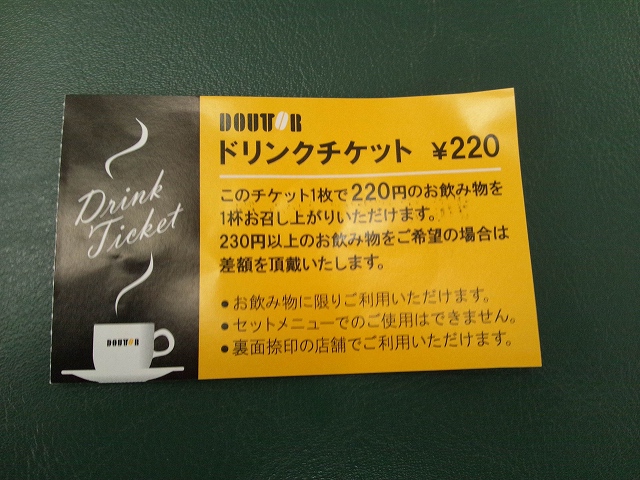 Drink
Ticket
DOUTOR
DOUTOR
ドリンクチケット ¥220
このチケット1枚で220円のお飲み物を
1杯お召し上がりいただけます。
230円以上のお飲み物をご希望の場合は
差額を頂戴いたします。
●お飲み物に限りご利用いただけます。
●セットメニューでのご使用はできません。
●裏面捺印の店舗でご利用いただけます。